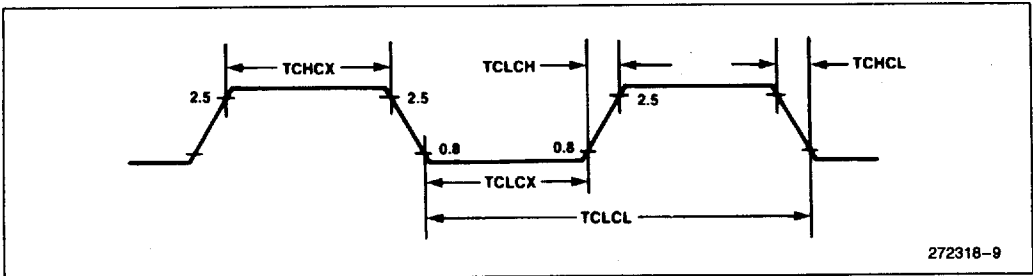 TCHCX
TCLCH
TCHCL
2.5
2.5
2.5
0.8
0.8
TCLCX
TCLCL
272318-9